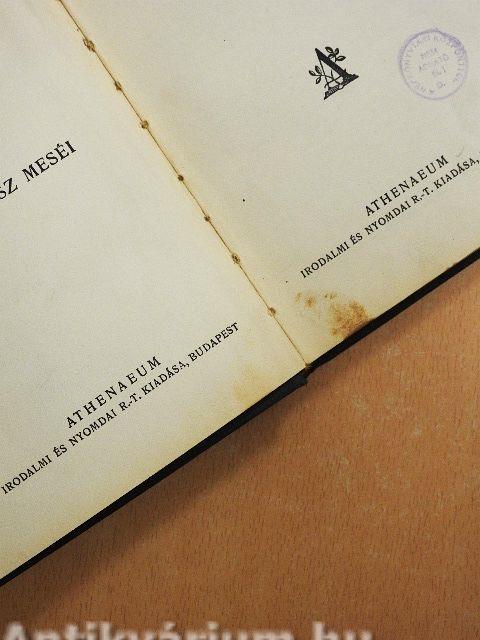 SZ MESÉI
ATHENAEUM
IRODALMI ÉS NYOMDAI R.-T. KIADÁSA, BUDAPEST
ATHENAEUM
IRODALMI ÉS NYOMDAI R.-T. KIADÁSA,
Antikvárium.hu